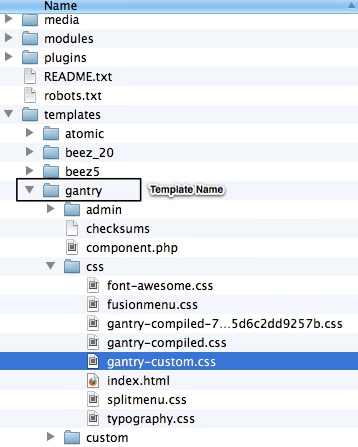 Name
media
modules
plugins
README.txt
robots.txt
templates
atomic
beez_20
beez5
gantry Template Name
admin
checksums
component.php
css
font-awesome.css
fusionmenu.css
gantry-compiled-7...5d6c2dd9257b.css
gantry-compiled.css
gantry-custom.css
index.html
splitmenu.css
typography.css
custom